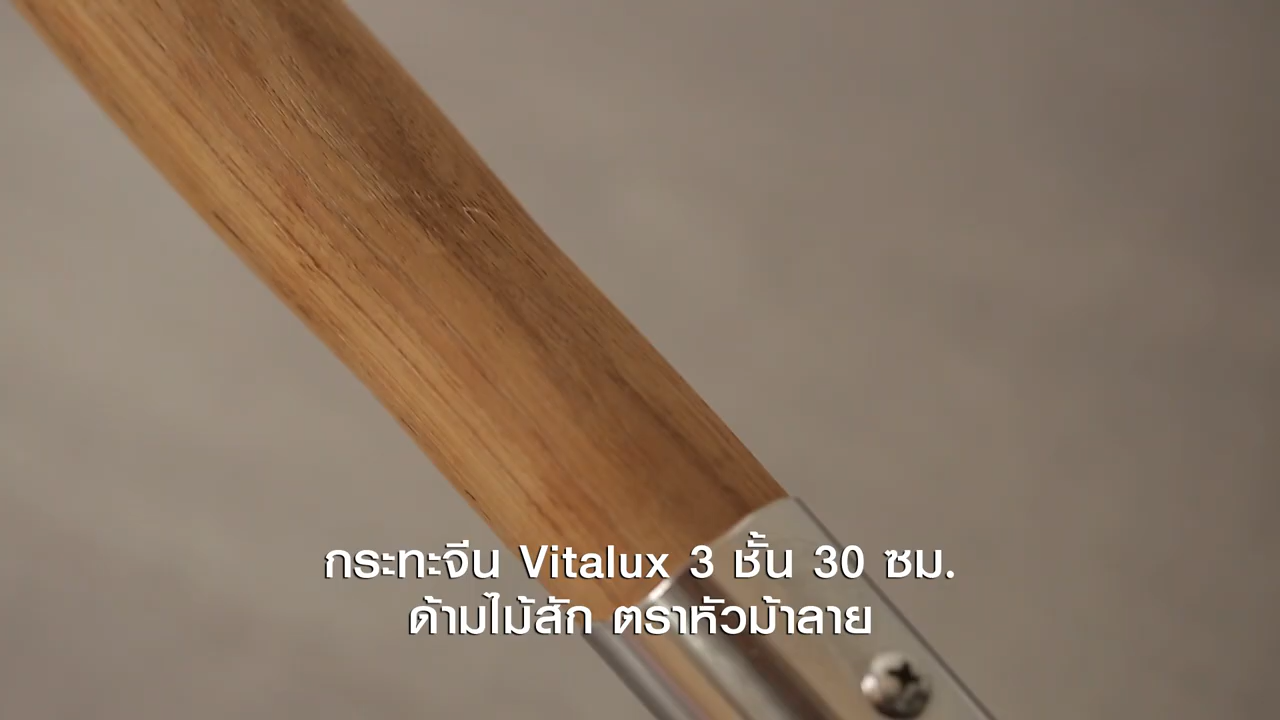 กระทะจีน Vitalux 3 ชั้น 30 ซม.
ด้ามไม้สัก ตราหัวม้าลาย